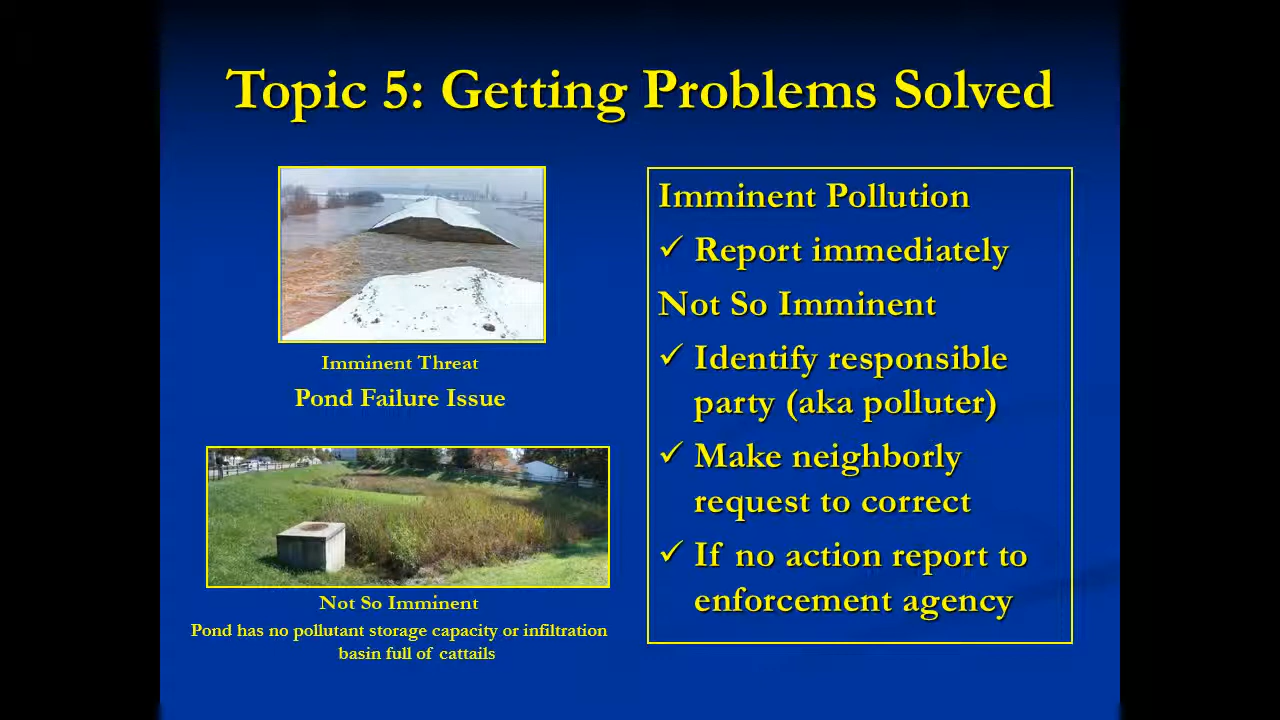 Topic 5: Getting Problems Solved
Imminent Threat
Pond Failure Issue
Not So Imminent
Pond has no pollutant storage capacity or infiltration
basin full of cattails
Imminent Pollution
✓ Report immediately
Not So Imminent
✓ Identify responsible
party (aka polluter)
✓ Make neighborly
request to correct
✓ If no action report to
enforcement agency